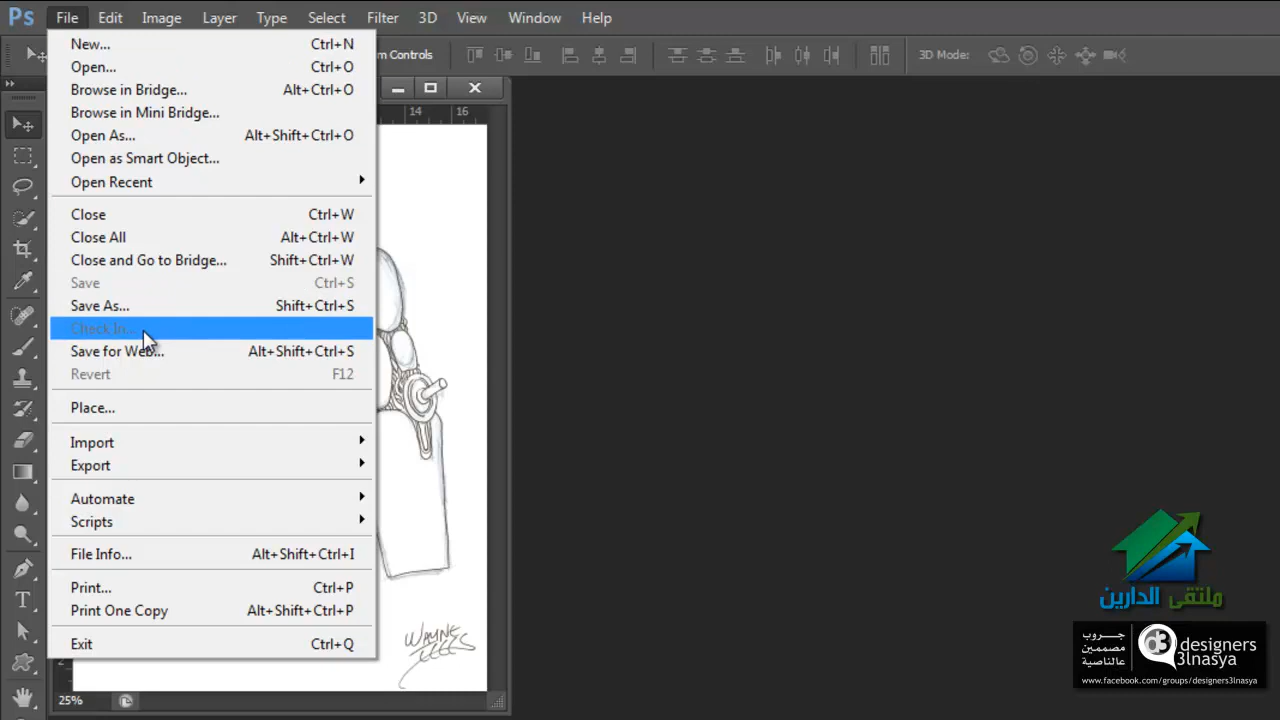 Ps File Edit Image Layer Type Select Filter 3D View Window Help
m Controls 3D Mode:
New... Ctrl+N
Open... Ctrl+O
Browse in Bridge... Alt+Ctrl+O
Browse in Mini Bridge...
Open As... Alt+Shift+Ctrl+O
Open as Smart Object...
Open Recent
Close Ctrl+W
Close All Alt+Ctrl+W
Close and Go to Bridge... Shift+Ctrl+W
Save Ctrl+S
Save As... Shift+Ctrl+S
Check In...
Save for Web... Alt+Shift+Ctrl+S
Revert F12
Place...
Import
Export
Automate
Scripts
File Info... Alt+Shift+Ctrl+I
Print... Ctrl+P
Print One Copy Alt+Shift+Ctrl+P
Exit Ctrl+Q
14 16
WAYNE
2
25%
ملتقى الدارين
جروب
مصممين
عالناصية
d3 designers
3lnasya
www.facebook.com/groups/designers3lnasya